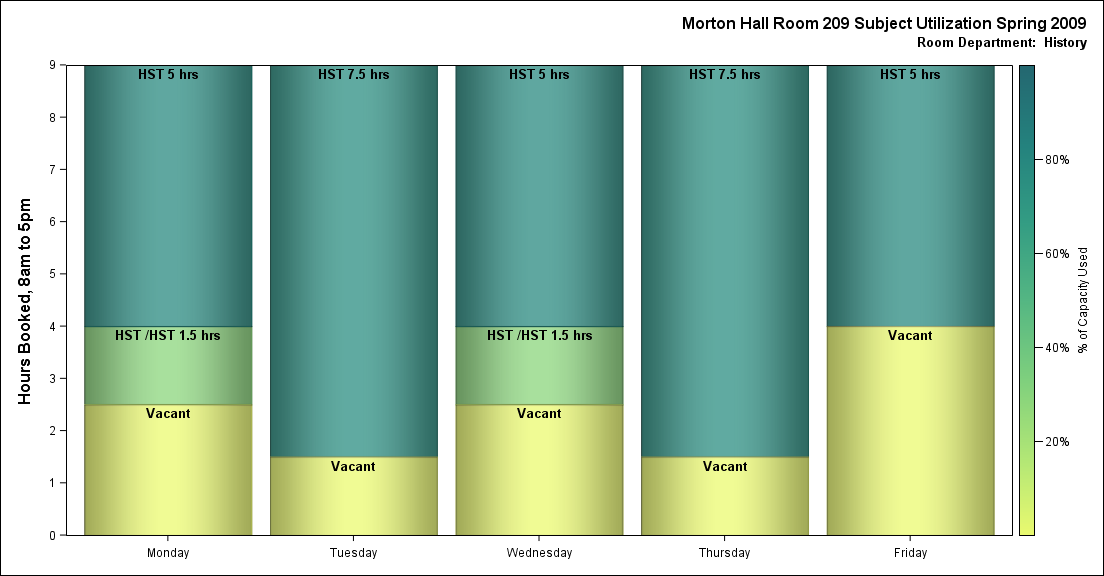 Morton Hall Room 209 Subject Utilization Spring 2009
Room Department:  History
Hours Booked, 8am to 5pm
9
8
7
6
5
4
3
2
1
0
HST 5 hrs
HST /HST 1.5 hrs
Vacant
HST 7.5 hrs
Vacant
HST 5 hrs
HST /HST 1.5 hrs
Vacant
HST 7.5 hrs
Vacant
HST 5 hrs
Vacant
Monday
Tuesday
Wednesday
Thursday
Friday
80%
60%
40%
20%
% of Capacity Used